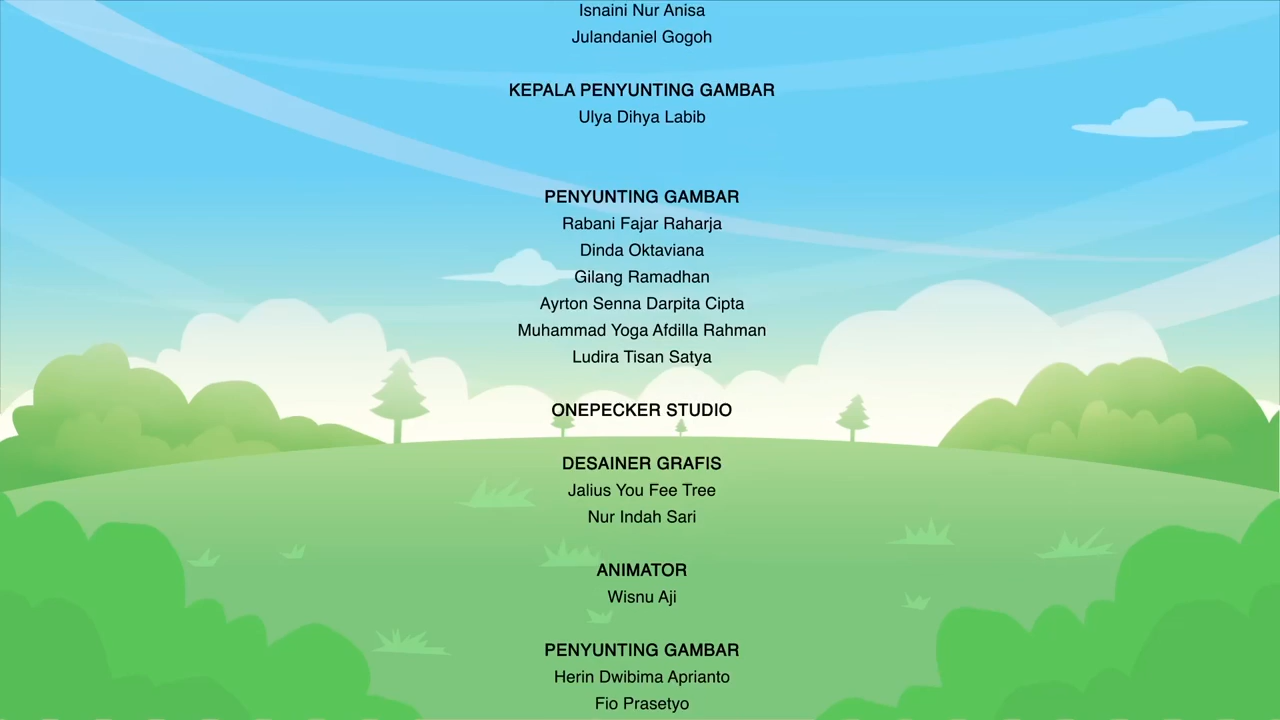 Isnaini Nur Anisa
Julandaniel Gogoh
KEPALA PENYUNTING GAMBAR
Ulya Dihya Labib
PENYUNTING GAMBAR
Rabani Fajar Raharja
Dinda Oktaviana
Gilang Ramadhan
Ayrton Senna Darpita Cipta
Muhammad Yoga Afdilla Rahman
Ludira Tisan Satya
ONEPECKER STUDIO
DESAINER GRAFIS
Jalius You Fee Tree
Nur Indah Sari
ANIMATOR
Wisnu Aji
PENYUNTING GAMBAR
Herin Dwibima Aprianto
Fio Prasetyo